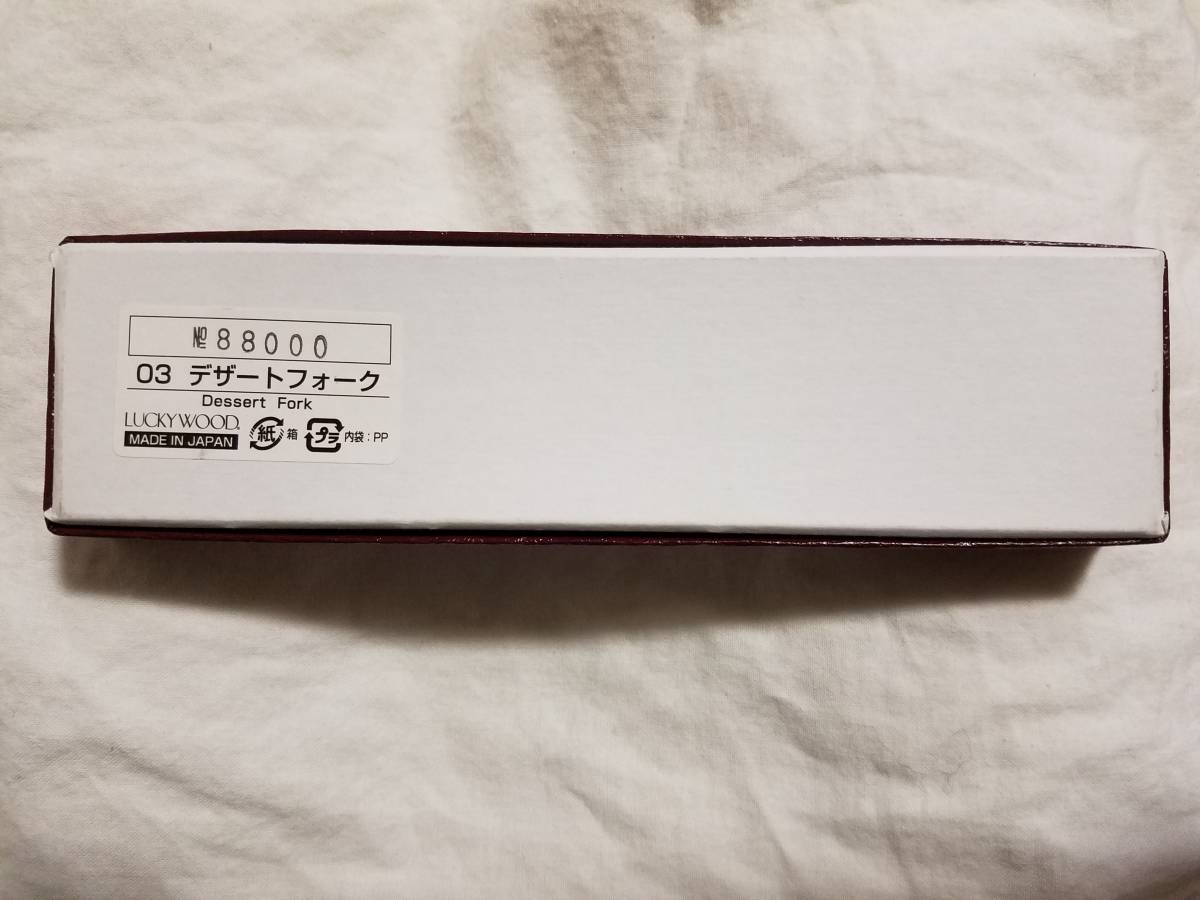 №88000
03 デザートフォーク
Dessert Fork
LUCKYWOOD®
MADE IN JAPAN
紙 箱
プラ 内袋:PP